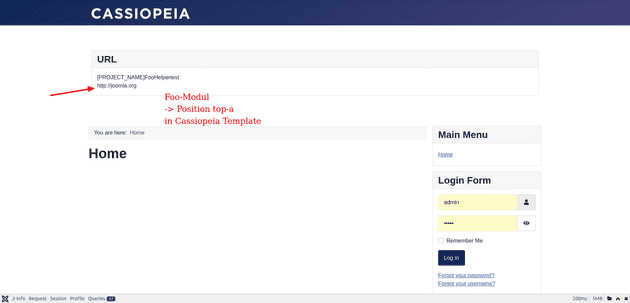 CASSIOPEIA
URL
[PROJECT_NAME]FooHelpertest
http://joomla.org
Foo-Modul
-> Position top-a
in Cassiopeia Template
You are here: Home
Home
Main Menu
Home
Login Form
admin
•••••
Remember Me
Log in
Forgot your password?
Forgot your username?
J! Info Request Session Profile Queries 17 200ms 5MB